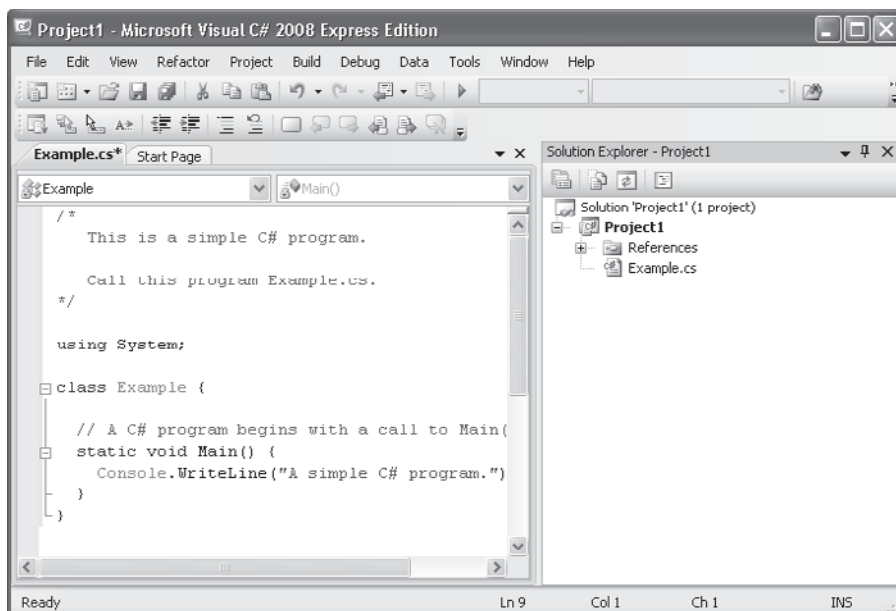 Project1 - Microsoft Visual C# 2008 Express Edition
File Edit View Refactor Project Build Debug Data Tools Window Help
Example.cs* Start Page
Solution Explorer - Project1
Example
Main()
Solution 'Project1' (1 project)
Project1
References
Example.cs
/*
This is a simple C# program.
Call this program Example.cs.
*/
using System;
class Example {
// A C# program begins with a call to Main(
static void Main() {
Console.WriteLine("A simple C# program.")
}
}
Ready Ln 9 Col 1 Ch 1 INS